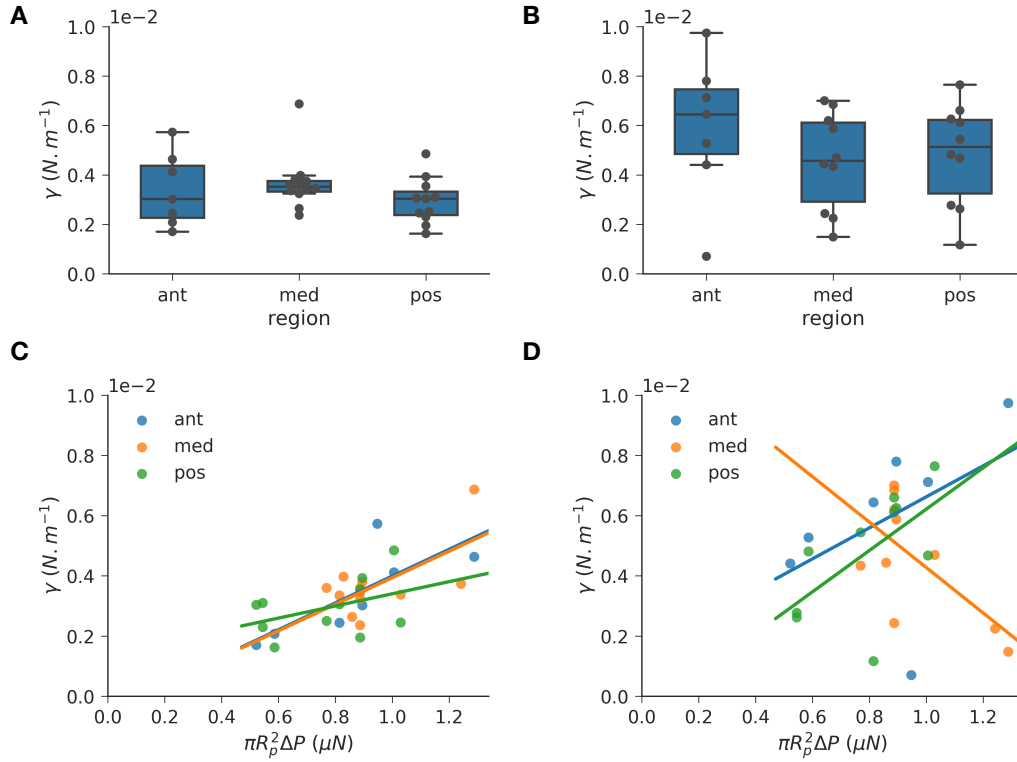 A
1e−2
1.0
0.8
0.6
0.4
0.2
0.0
γ (N. m⁻¹)
ant med pos
region
B
1e−2
1.0
0.8
0.6
0.4
0.2
0.0
γ (N. m⁻¹)
ant med pos
region
C
1e−2
1.0
0.8
0.6
0.4
0.2
0.0
γ (N. m⁻¹)
ant
med
pos
0.0 0.2 0.4 0.6 0.8 1.0 1.2
πR²ₚΔP (μN)
D
1e−2
1.0
0.8
0.6
0.4
0.2
0.0
γ (N. m⁻¹)
ant
med
pos
0.0 0.2 0.4 0.6 0.8 1.0 1.2
πR²ₚΔP (μN)